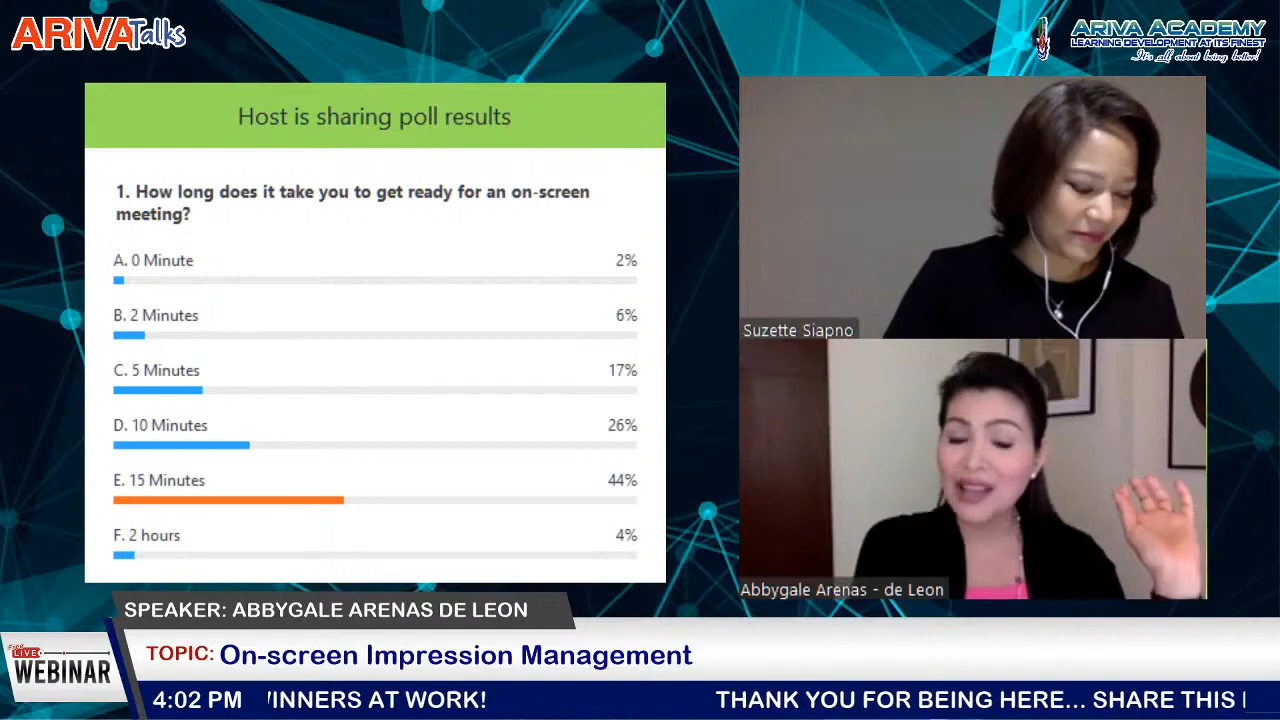 ARIVATalks
ARIVA ACADEMY
LEARNING DEVELOPMENT AT ITS FINEST
It's all about being better!
Host is sharing poll results
1. How long does it take you to get ready for an on-screen
meeting?
A. 0 Minute 2%
B. 2 Minutes 6%
C. 5 Minutes 17%
D. 10 Minutes 26%
E. 15 Minutes 44%
F. 2 hours 4%
Suzette Siapno
Abbygale Arenas - de Leon
SPEAKER: ABBYGALE ARENAS DE LEON
Free LIVE
WEBINAR
TOPIC: On-screen Impression Management
4:02 PM INNERS AT WORK! THANK YOU FOR BEING HERE... SHARE THIS